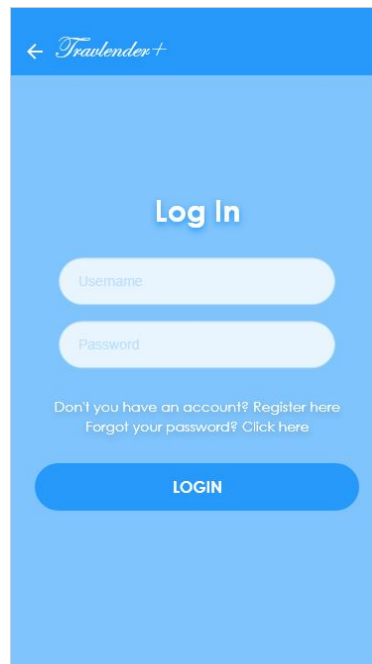 Travlender+
Log In
Username
Password
Don't you have an account? Register here
Forgot your password? Click here
LOGIN